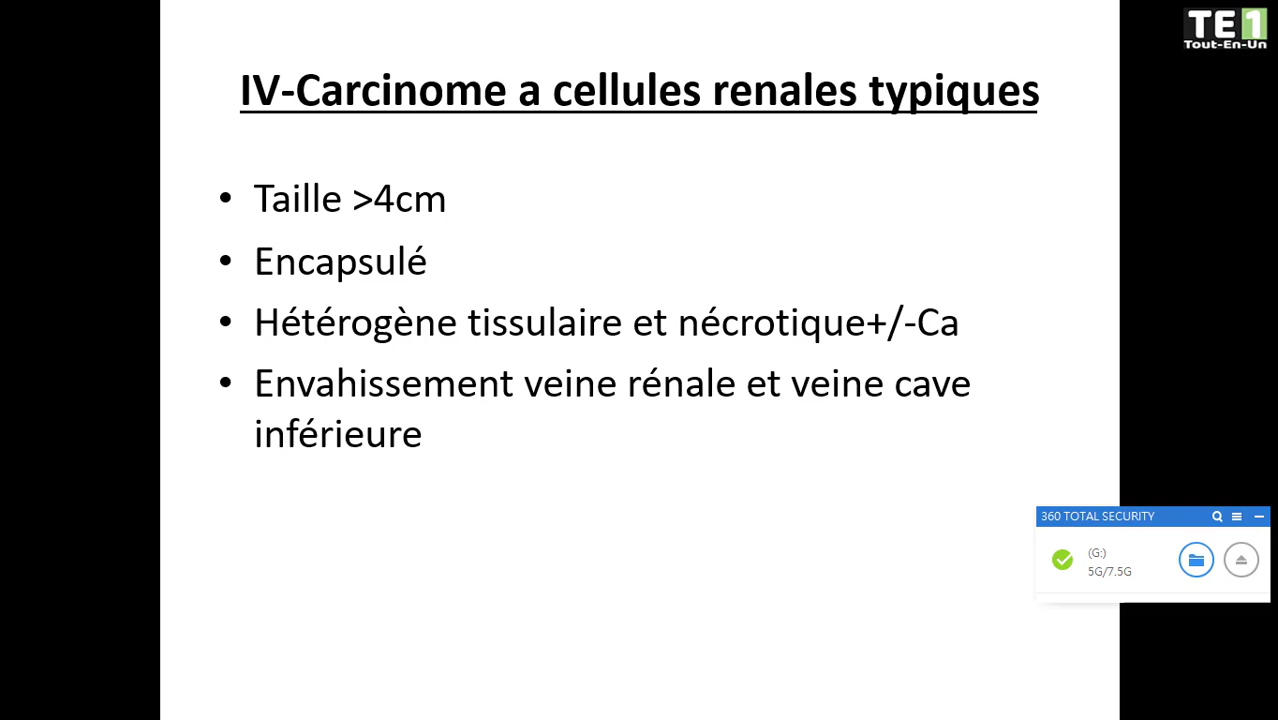 TE1
Tout-En-Un
IV-Carcinome a cellules renales typiques
• Taille >4cm
• Encapsulé
• Hétérogène tissulaire et nécrotique+/-Ca
• Envahissement veine rénale et veine cave
inférieure
360 TOTAL SECURITY
(G:)
5G/7.5G